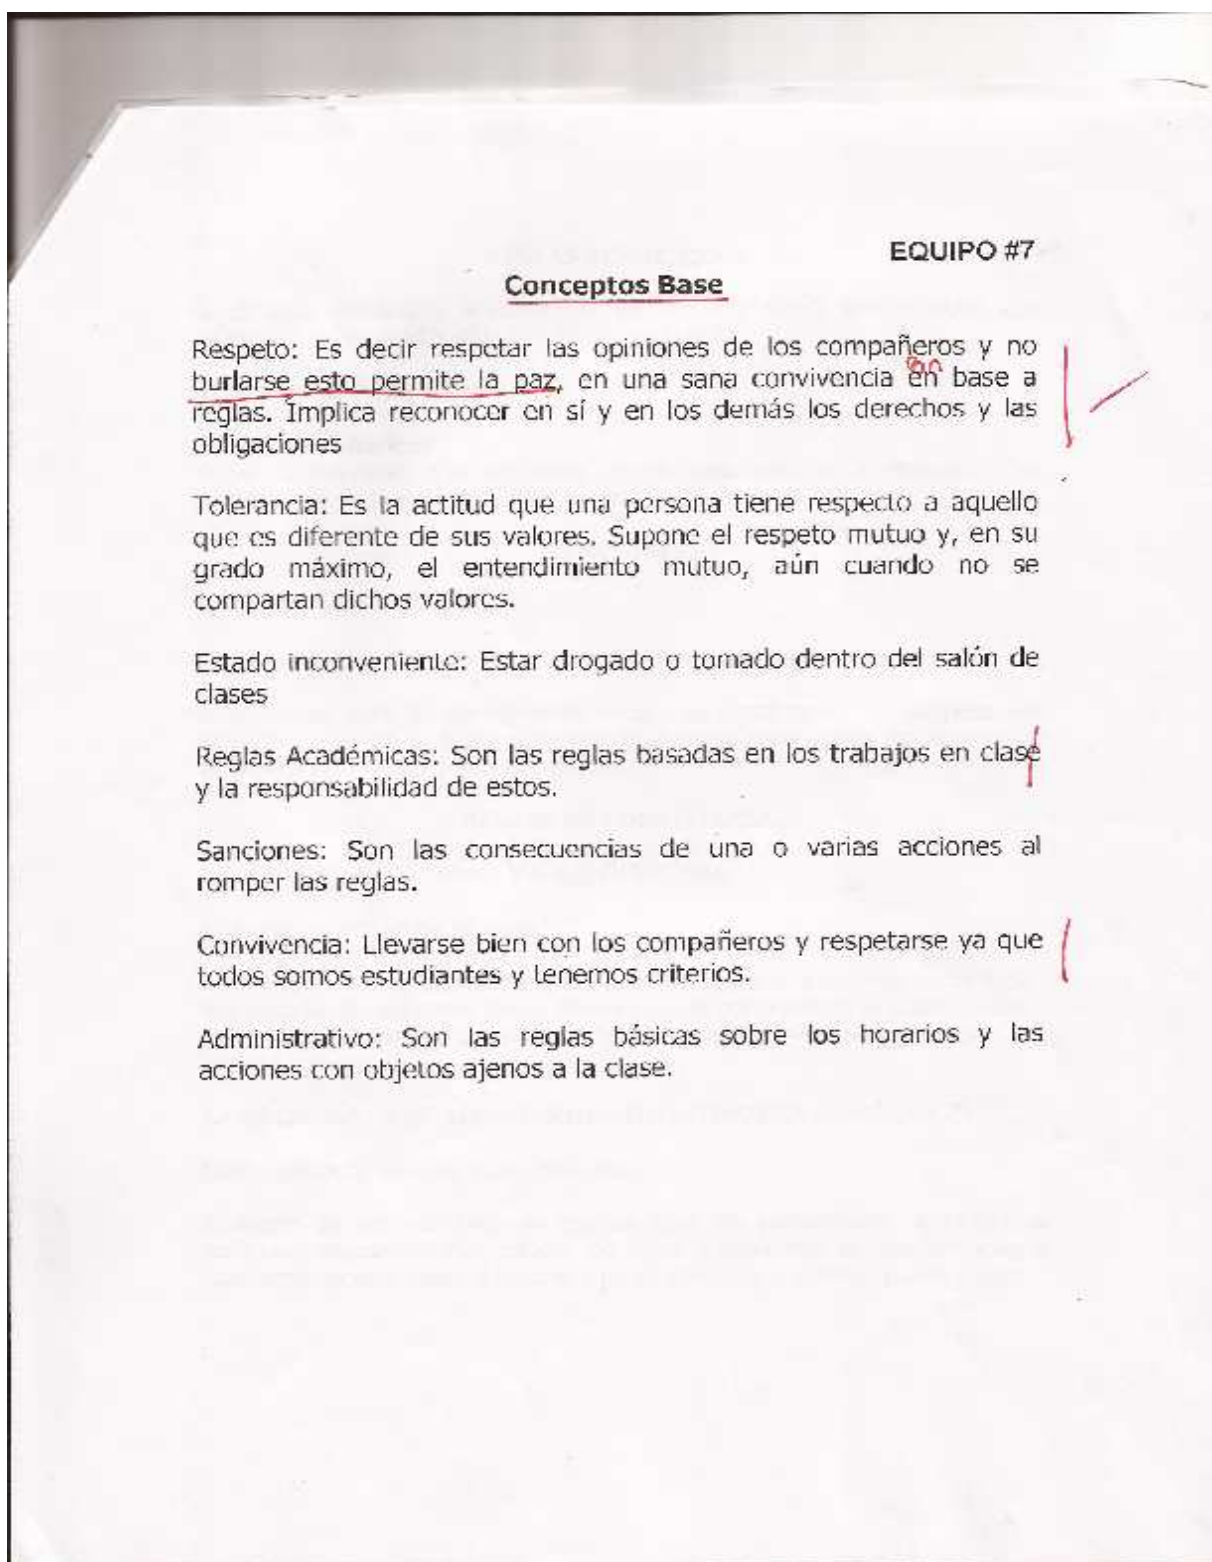 EQUIPO #7
Conceptos Base
Respeto: Es decir respetar las opiniones de los compañeros y no
burlarse esto permite la paz, en una sana convivencia en base a
reglas. Implica reconocer en sí y en los demás los derechos y las
obligaciones
Tolerancia: Es la actitud que una persona tiene respecto a aquello
que es diferente de sus valores. Supone el respeto mutuo y, en su
grado máximo, el entendimiento mutuo, aún cuando no se
compartan dichos valores.
Estado inconveniente: Estar drogado o tomado dentro del salón de
clases
Reglas Académicas: Son las reglas basadas en los trabajos en clase
y la responsabilidad de estos.
Sanciones: Son las consecuencias de una o varias acciones al
romper las reglas.
Convivencia: Llevarse bien con los compañeros y respetarse ya que
todos somos estudiantes y tenemos criterios.
Administrativo: Son las reglas básicas sobre los horarios y las
acciones con objetos ajenos a la clase.